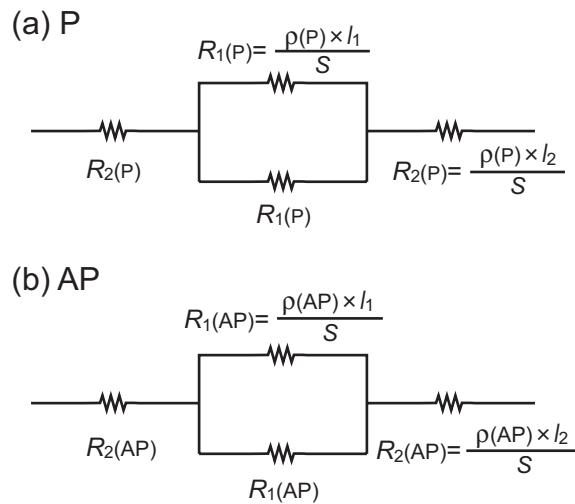 (a) P
R₁(P)= ρ(P) × l₁
S
R₂(P)
R₂(P)= ρ(P) × l₂
S
R₁(P)
(b) AP
R₁(AP)= ρ(AP) × l₁
S
R₂(AP)
R₂(AP)= ρ(AP) × l₂
S
R₁(AP)